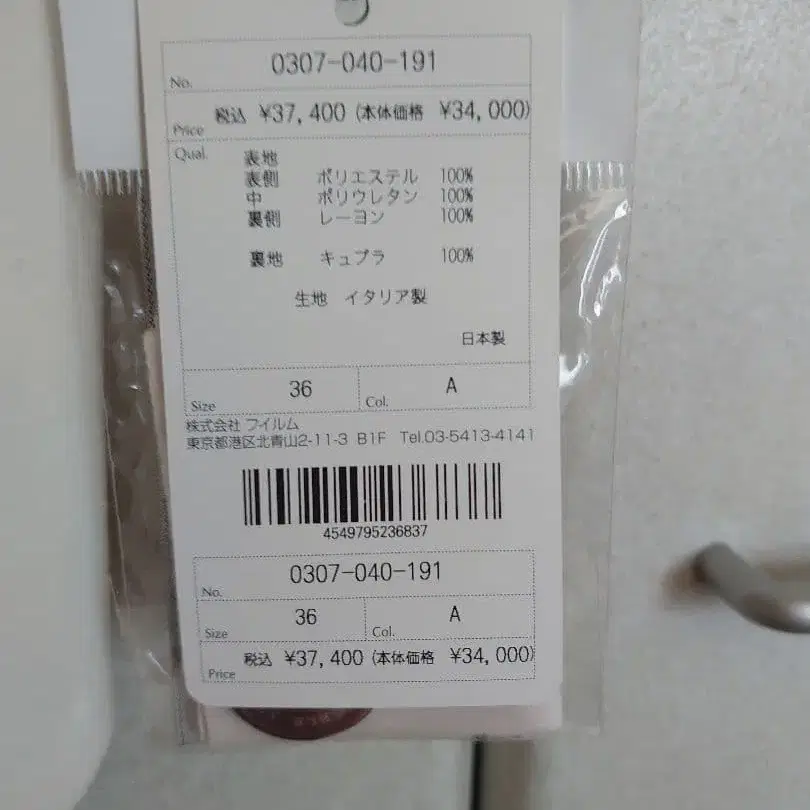 No. 0307-040-191
Price 税込 ¥37,400 (本体価格 ¥34,000)
Qual. 表地
表側 ポリエステル 100%
中 ポリウレタン 100%
裏側 レーヨン 100%
裏地 キュプラ 100%
生地 イタリア製
日本製
Size 36 Col. A
株式会社 フイルム
東京都港区北青山2-11-3 B1F Tel.03-5413-4141
4549795236837
No. 0307-040-191
Size 36 Col. A
Price 税込 ¥37,400 (本体価格 ¥34,000)